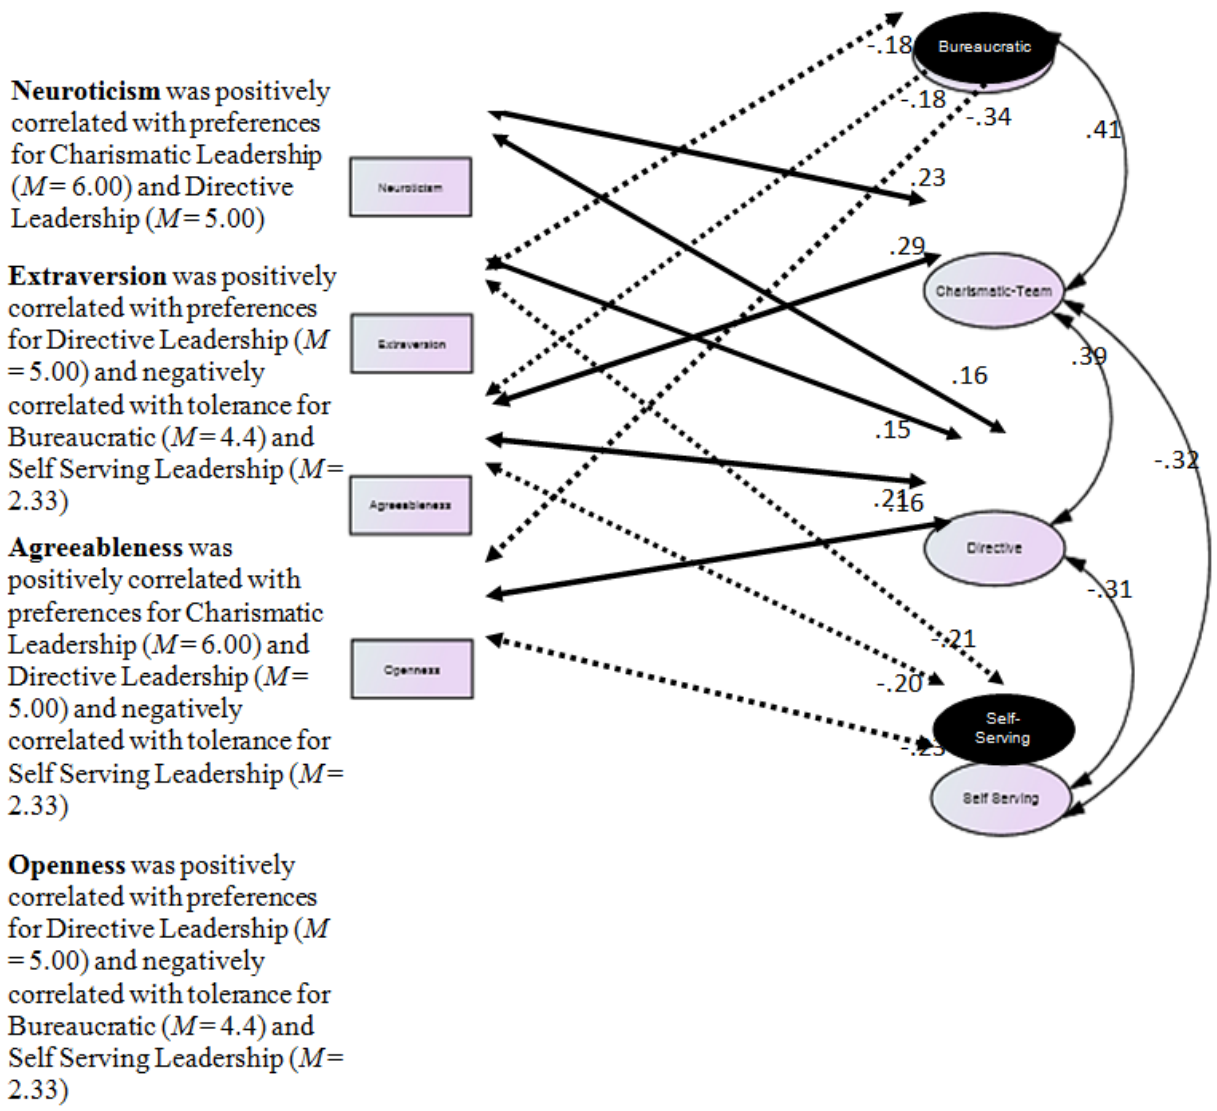 Neuroticism was positively
correlated with preferences
for Charismatic Leadership
(M= 6.00) and Directive
Leadership (M= 5.00)
Extraversion was positively
correlated with preferences
for Directive Leadership (M
= 5.00) and negatively
correlated with tolerance for
Bureaucratic (M= 4.4) and
Self Serving Leadership (M=
2.33)
Agreeableness was
positively correlated with
preferences for Charismatic
Leadership (M= 6.00) and
Directive Leadership (M=
5.00) and negatively
correlated with tolerance for
Self Serving Leadership (M=
2.33)
Openness was positively
correlated with preferences
for Directive Leadership (M
= 5.00) and negatively
correlated with tolerance for
Bureaucratic (M= 4.4) and
Self Serving Leadership (M=
2.33)
Neuroticism
Extraversion
Agreeableness
Openness
-.18
-.18
-.34
.23
.29
.16
.15
.21
.16
-.21
-.20
-.23
Bureaucratic
Charismatic-Team
Directive
Self-
Serving
Self Serving
.41
.39
-.32
-.31